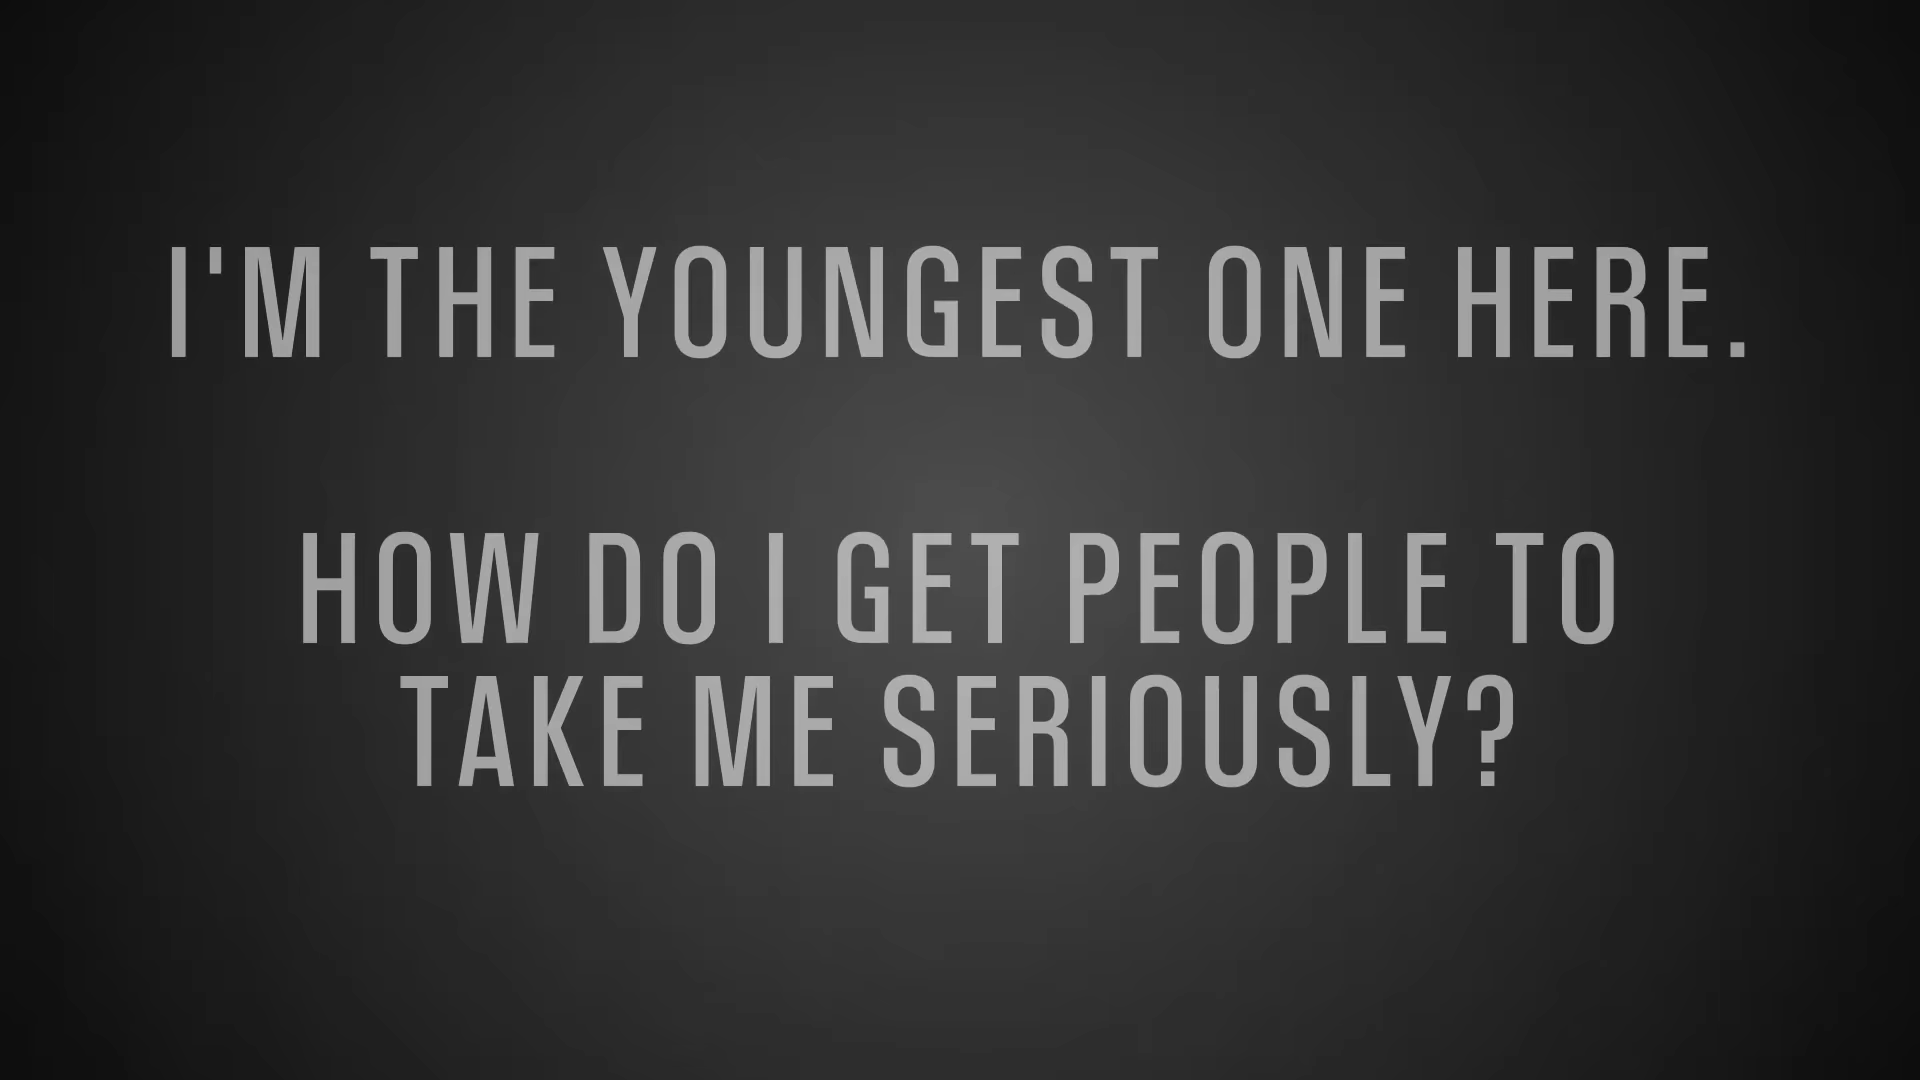 I'M THE YOUNGEST ONE HERE.
HOW DO I GET PEOPLE TO
TAKE ME SERIOUSLY?